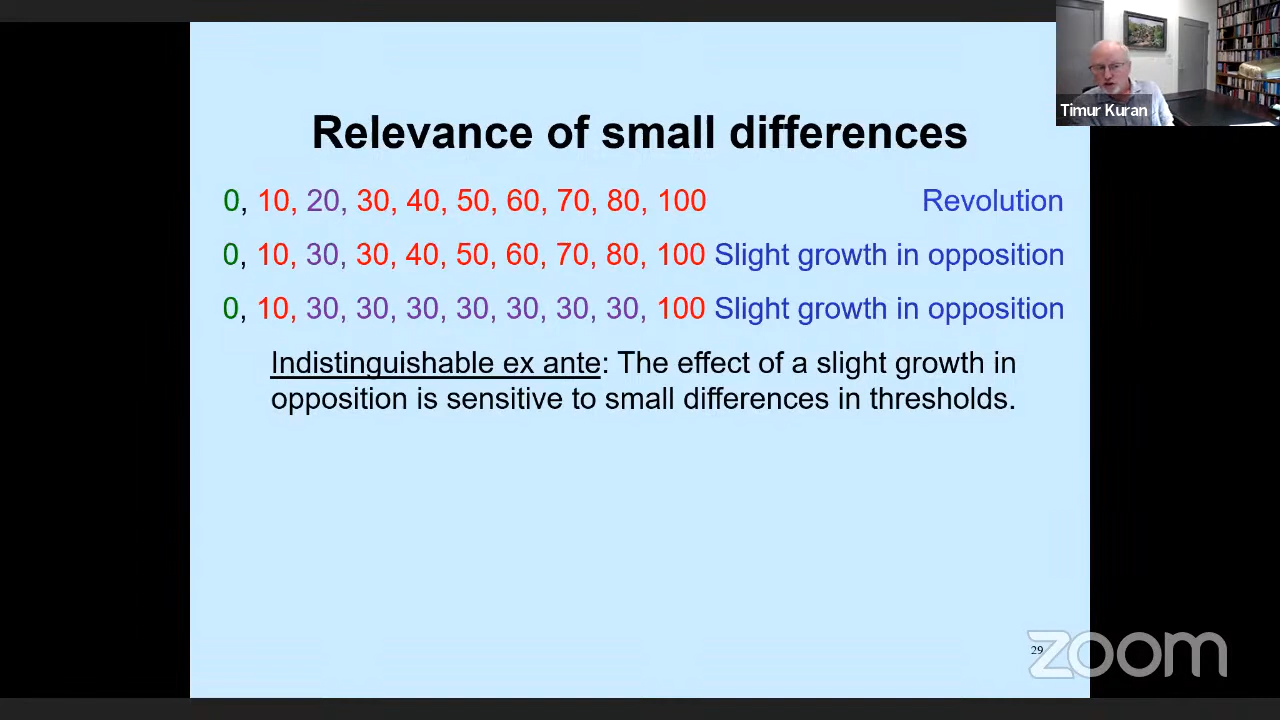 Timur Kuran
Relevance of small differences
0, 10, 20, 30, 40, 50, 60, 70, 80, 100 Revolution
0, 10, 30, 30, 40, 50, 60, 70, 80, 100 Slight growth in opposition
0, 10, 30, 30, 30, 30, 30, 30, 30, 100 Slight growth in opposition
Indistinguishable ex ante: The effect of a slight growth in
opposition is sensitive to small differences in thresholds.
29
zoom